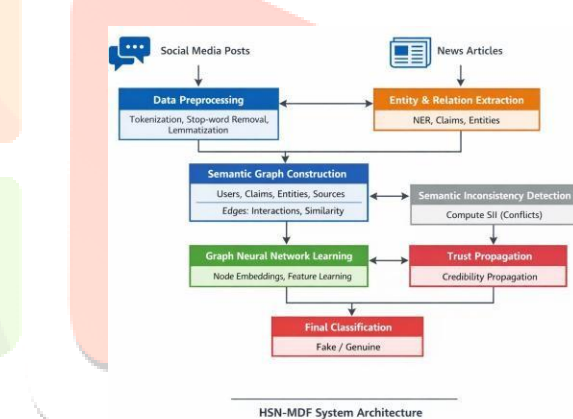 Social Media Posts
News Articles
Data Preprocessing
Tokenization, Stop-word Removal,
Lemmatization
Entity & Relation Extraction
NER, Claims, Entities
Semantic Graph Construction
Users, Claims, Entities, Sources
Edges: Interactions, Similarity
Semantic Inconsistency Detection
Compute SII (Conflicts)
Graph Neural Network Learning
Node Embeddings, Feature Learning
Trust Propagation
Credibility Propagation
Final Classification
Fake / Genuine
HSN-MDF System Architecture